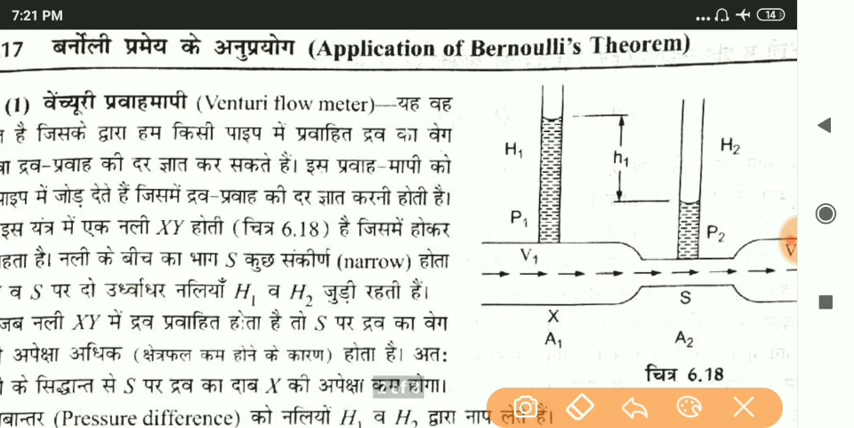 7:21 PM
14
17 बर्नोली प्रमेय के अनुप्रयोग (Application of Bernoulli's Theorem)
(1) वेंच्यूरी प्रवाहमापी (Venturi flow meter)—यह वह
है जिसके द्वारा हम किसी पाइप में प्रवाहित द्रव का वेग
द्रव-प्रवाह की दर ज्ञात कर सकते हैं। इस प्रवाह-मापी को
पाइप में जोड़ देते हैं जिसमें द्रव-प्रवाह की दर ज्ञात करनी होती है।
इस यंत्र में एक नली XY होती (चित्र 6.18) है जिसमें होकर
है। नली के बीच का भाग S कुछ संकीर्ण (narrow) होता
व S पर दो उर्ध्वाधर नलियाँ H₁ व H₂ जुड़ी रहती हैं।
जब नली XY में द्रव प्रवाहित होता है तो S पर द्रव का वेग
अपेक्षा अधिक (क्षेत्रफल कम होने के कारण) होता है। अत:
के सिद्धान्त से S पर द्रव का दाब X की अपेक्षा कम होगा।
(Pressure difference) को नलियों H₁ व H₂ द्वारा नाप लेते हैं।
H₁
h₁
H₂
P₁
P₂
V₁
V
S
X
A₁
A₂
चित्र 6.18